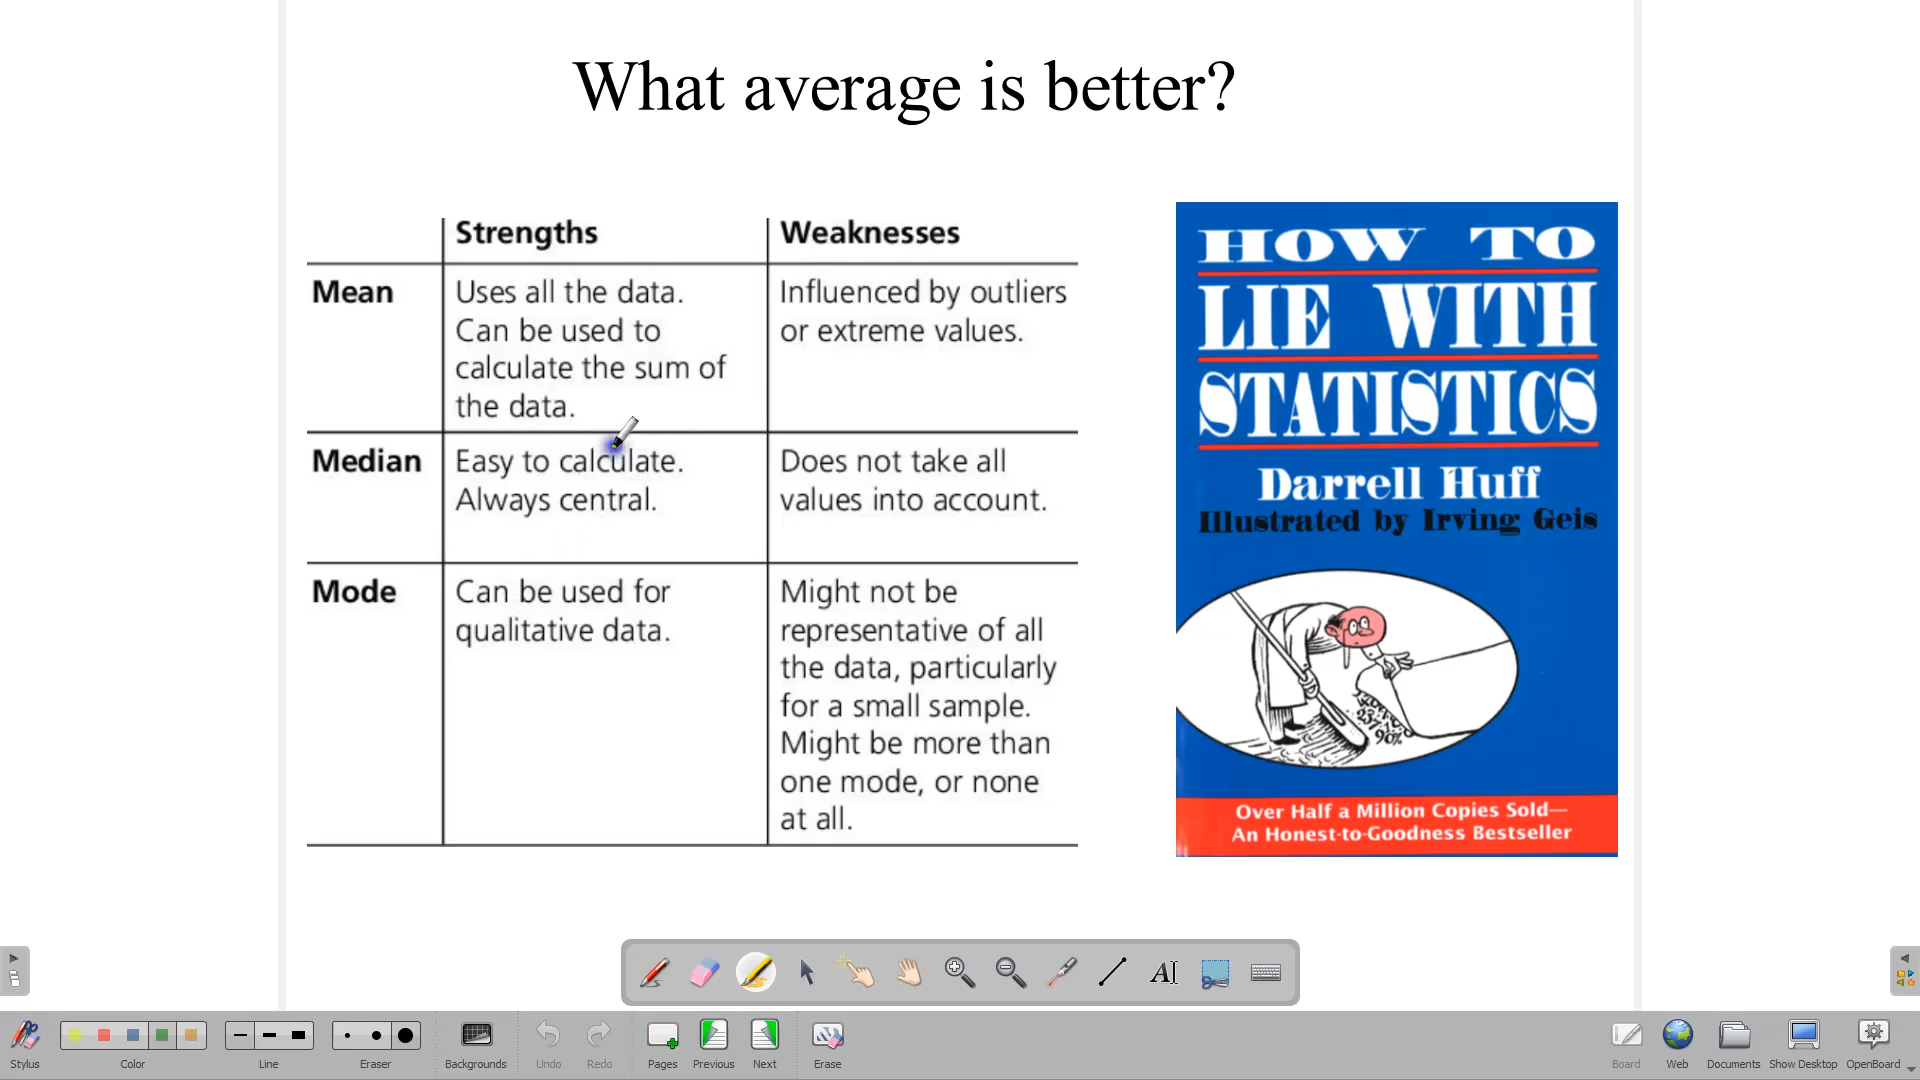 What average is better?
Strengths
Weaknesses
Mean
Uses all the data.
Can be used to
calculate the sum of
the data.
Influenced by outliers
or extreme values.
Median
Easy to calculate.
Always central.
Does not take all
values into account.
Mode
Can be used for
qualitative data.
Might not be
representative of all
the data, particularly
for a small sample.
Might be more than
one mode, or none
at all.
HOW TO
LIE WITH
STATISTICS
Darrell Huff
Illustrated by Irving Geis
90%
Over Half a Million Copies Sold—
An Honest-to-Goodness Bestseller
AI
Stylus
Color
Line
Eraser
Backgrounds
Undo
Redo
Pages
Previous
Next
Erase
Board
Web
Documents
Show Desktop
OpenBoard